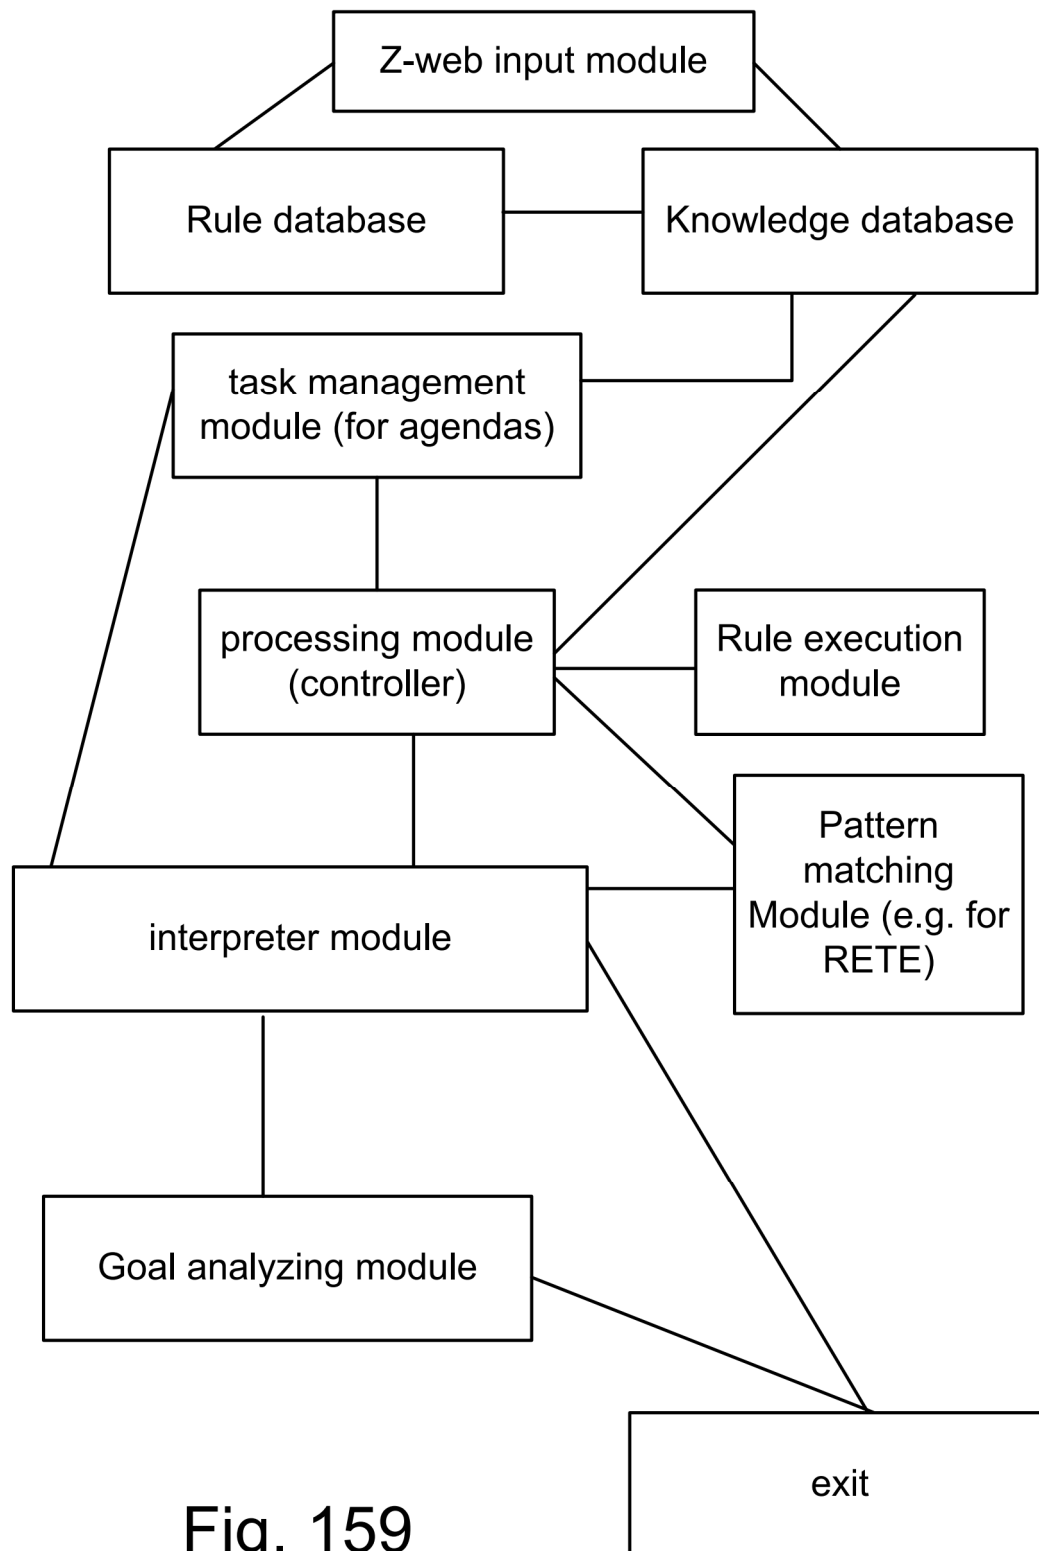 Z-web input module
Rule database
Knowledge database
task management
module (for agendas)
processing module
(controller)
Rule execution
module
Pattern
matching
Module (e.g. for
RETE)
interpreter module
Goal analyzing module
exit
Fig. 159